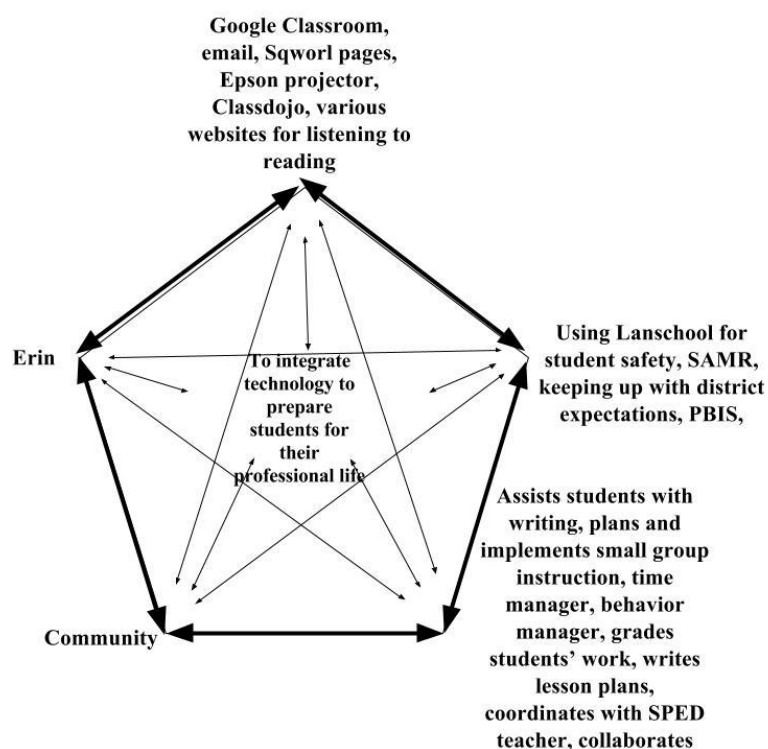 Google Classroom,
email, Sqworl pages,
Epson projector,
Classdojo, various
websites for listening to
reading
Erin
To integrate
technology to
prepare
students for
their
professional life
Using Lanschool for
student safety, SAMR,
keeping up with district
expectations, PBIS,
Assists students with
writing, plans and
implements small group
instruction, time
manager, behavior
manager, grades
students’ work, writes
lesson plans,
coordinates with SPED
teacher, collaborates
Community